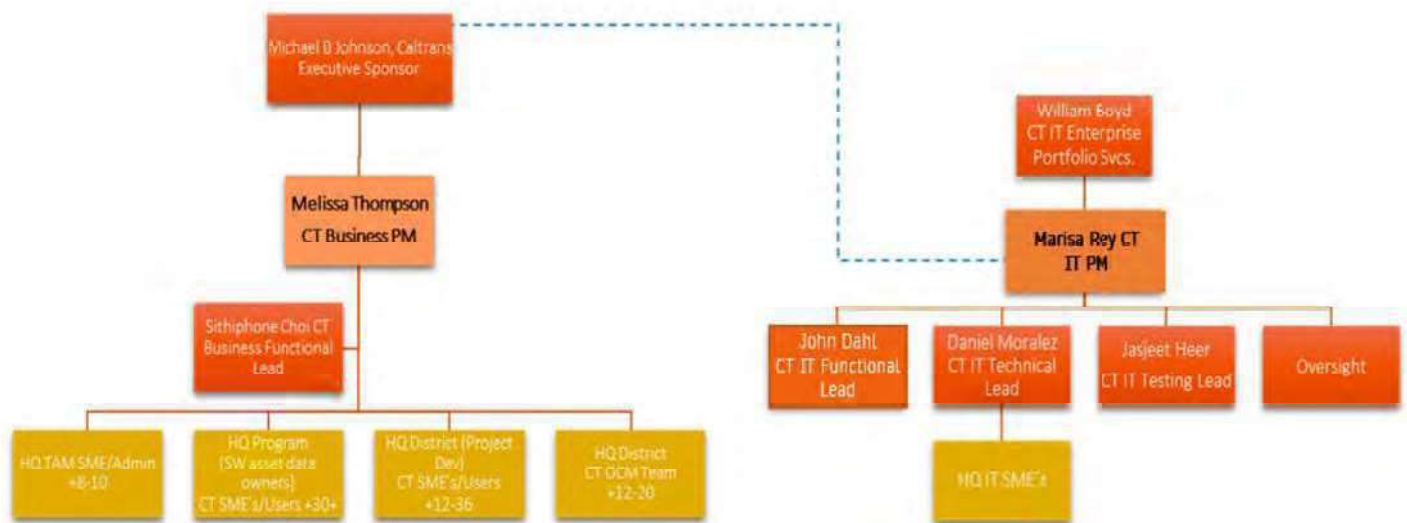 Michael B Johnson, Caltrans
Executive Sponsor
William Boyd
CT IT Enterprise
Portfolio Svcs.
Melissa Thompson
CT Business PM
Marisa Rey CT
IT PM
Sithiphone Choi CT
Business Functional
Lead
John Dahl
CT IT Functional
Lead
Daniel Moralez
CT IT Technical
Lead
Jasjeet Heer
CT IT Testing Lead
Oversight
HQ TAM SME/Admin
+8-10
HQ Program
(SW asset data
owners)
CT SME's/Users +30+
HQ District (Project
Dev)
CT SME's/Users
+12-36
HQ District
CT OCM Team
+12-20
HQ IT SME's